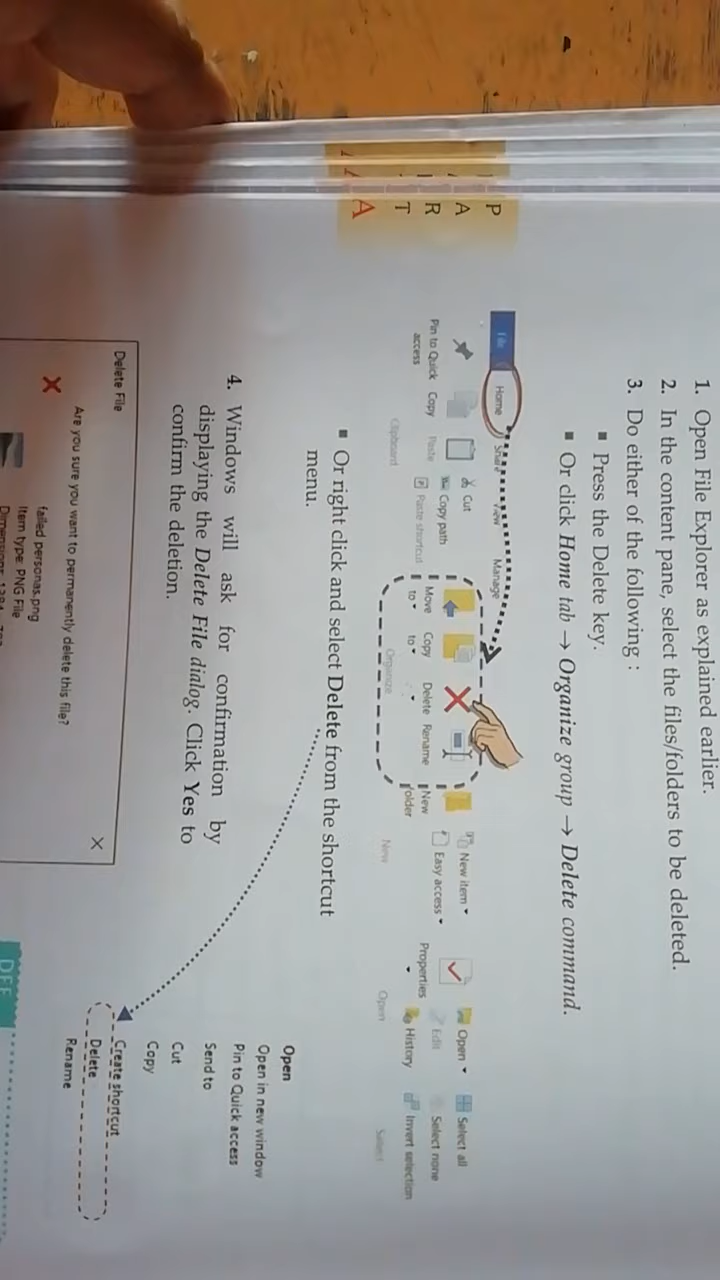 1. Open File Explorer as explained earlier.
2. In the content pane, select the files/folders to be deleted.
3. Do either of the following :
▪ Press the Delete key.
▪ Or click Home tab → Organize group → Delete command.
P
A
R
T
A
File Home Share View Manage
Pin to Quick access
Copy
Paste
Cut
Copy path
Paste shortcut
Clipboard
Move to
Copy to
Delete
Rename
Organize
New folder
New item
Easy access
New
Properties
Open
Edit
History
Open
Select all
Select none
Invert selection
Select
▪ Or right click and select Delete from the shortcut
menu.
4. Windows will ask for confirmation by
displaying the Delete File dialog. Click Yes to
confirm the deletion.
Open
Open in new window
Pin to Quick access
Send to
Cut
Copy
Create shortcut
Delete
Rename
Delete File
Are you sure you want to permanently delete this file?
failed personas.png
Item type: PNG File